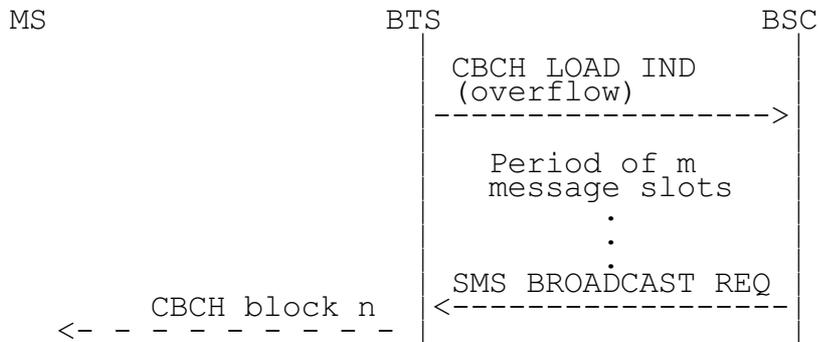 MS BTS BSC
CBCH LOAD IND
(overflow)
Period of m
message slots
.
.
.
SMS BROADCAST REQ
CBCH block n